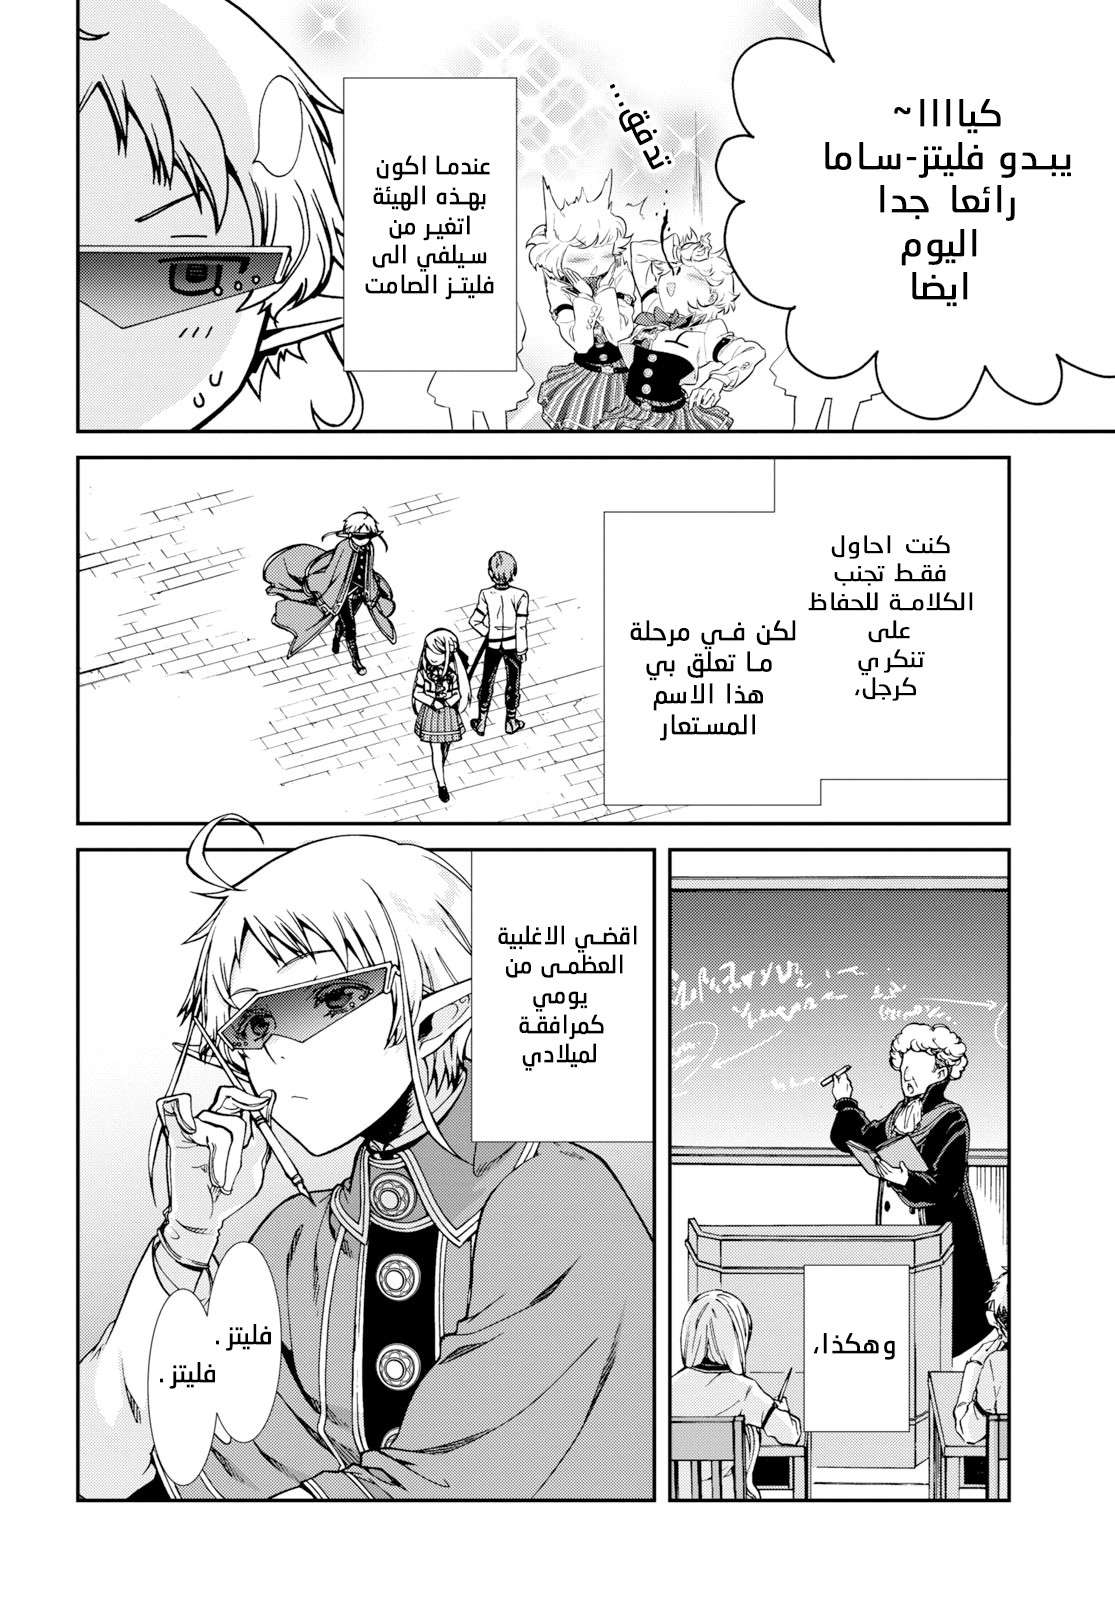 كياااا~
يبدو فليتز-ساما
رائعا جدا
اليوم
ايضا
تدفق...
عندما اكون
بهذه الهيئة
اتغير من
سيلفي الى
فليتز الصامت
كنت احاول
فقط تجنب
الكلامة للحفاظ
على
تنكري
كرجل،
لكن في مرحلة
ما تعلق بي
هذا الاسم
المستعار
وهكذا،
اقضي الاغلبية
العظمى من
يومي
كمرافقة
لميلادي
فليتز .
فليتز .